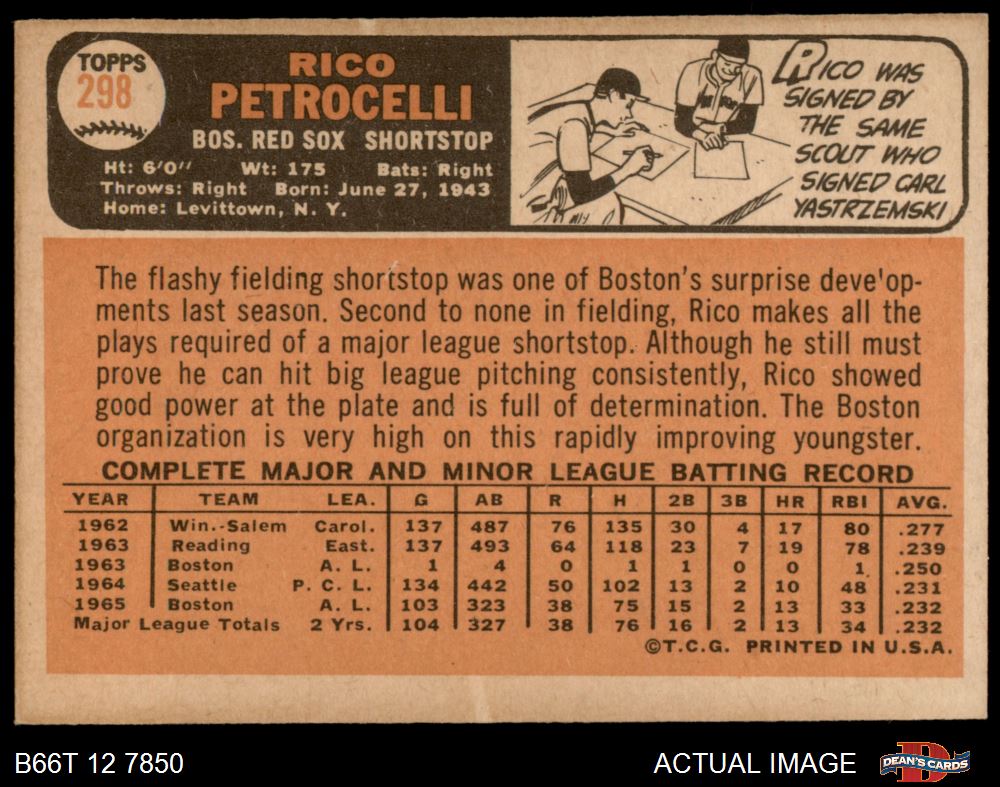 TOPPS
298
RICO
PETROCELLI
BOS. RED SOX SHORTSTOP
Ht: 6'0'' Wt: 175 Bats: Right
Throws: Right Born: June 27, 1943
Home: Levittown, N. Y.
RICO WAS
SIGNED BY
THE SAME
SCOUT WHO
SIGNED CARL
YASTRZEMSKI
The flashy fielding shortstop was one of Boston's surprise deve'op-
ments last season. Second to none in fielding, Rico makes all the
plays required of a major league shortstop. Although he still must
prove he can hit big league pitching consistently, Rico showed
good power at the plate and is full of determination. The Boston
organization is very high on this rapidly improving youngster.
COMPLETE MAJOR AND MINOR LEAGUE BATTING RECORD
YEAR TEAM LEA. G AB R H 2B 3B HR RBI AVG.
1962 Win.-Salem Carol. 137 487 76 135 30 4 17 80 .277
1963 Reading East. 137 493 64 118 23 7 19 78 .239
1963 Boston A. L. 1 4 0 1 1 0 0 1 .250
1964 Seattle P. C. L. 134 442 50 102 13 2 10 48 .231
1965 Boston A. L. 103 323 38 75 15 2 13 33 .232
Major League Totals 2 Yrs. 104 327 38 76 16 2 13 34 .232
©T.C.G. PRINTED IN U.S.A.
B66T 12 7850 ACTUAL IMAGE DEAN'S CARDS